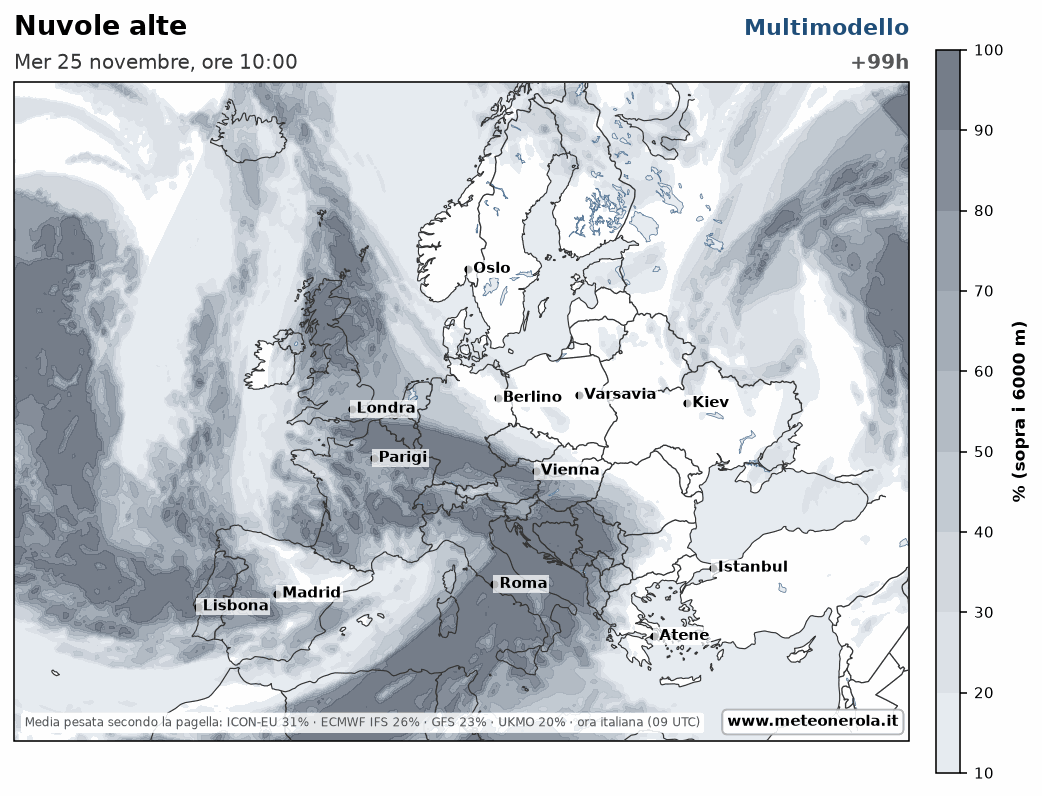 Nuvole alte
Multimodello
Mer 25 novembre, ore 10:00
+99h
100
90
80
70
60
50
40
30
20
10
% (sopra i 6000 m)
Oslo
Berlino
Varsavia
Kiev
Londra
Parigi
Vienna
Istanbul
Roma
Madrid
Lisbona
Atene
Media pesata secondo la pagella: ICON-EU 31% · ECMWF IFS 26% · GFS 23% · UKMO 20% · ora italiana (09 UTC)
www.meteonerola.it